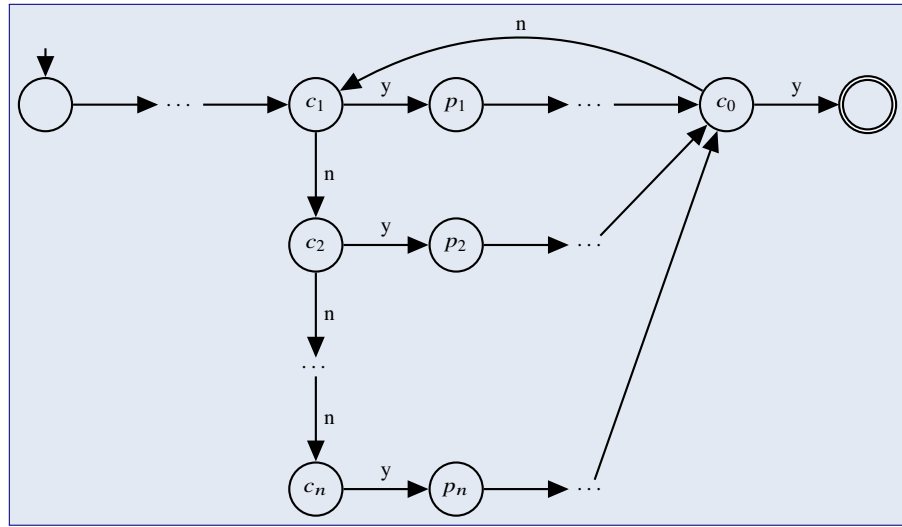 n
y y
⋯ c₁ p₁ ⋯ c₀
n
y
c₂ p₂ ⋯
n
⋯
n
y
cₙ pₙ ⋯